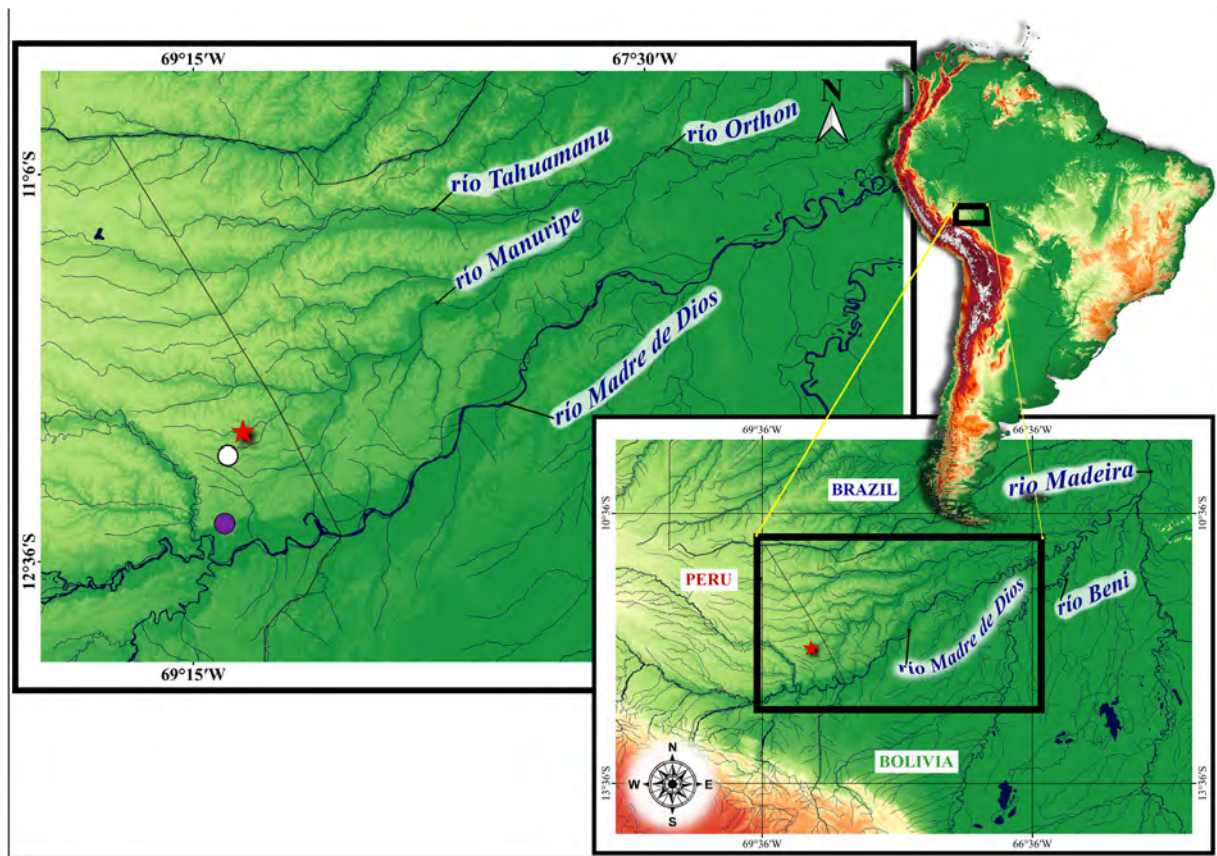 69°15′W
67°30′W
N
11°6′S
río Orthon
río Tahuamanu
río Manuripe
río Madre de Dios
12°36′S
69°15′W
69°36′W
66°36′W
BRAZIL
rio Madeira
10°36′S
10°36′S
PERU
río Beni
río Madre de Dios
BOLIVIA
N
W
E
S
13°36′S
13°36′S
69°36′W
66°36′W